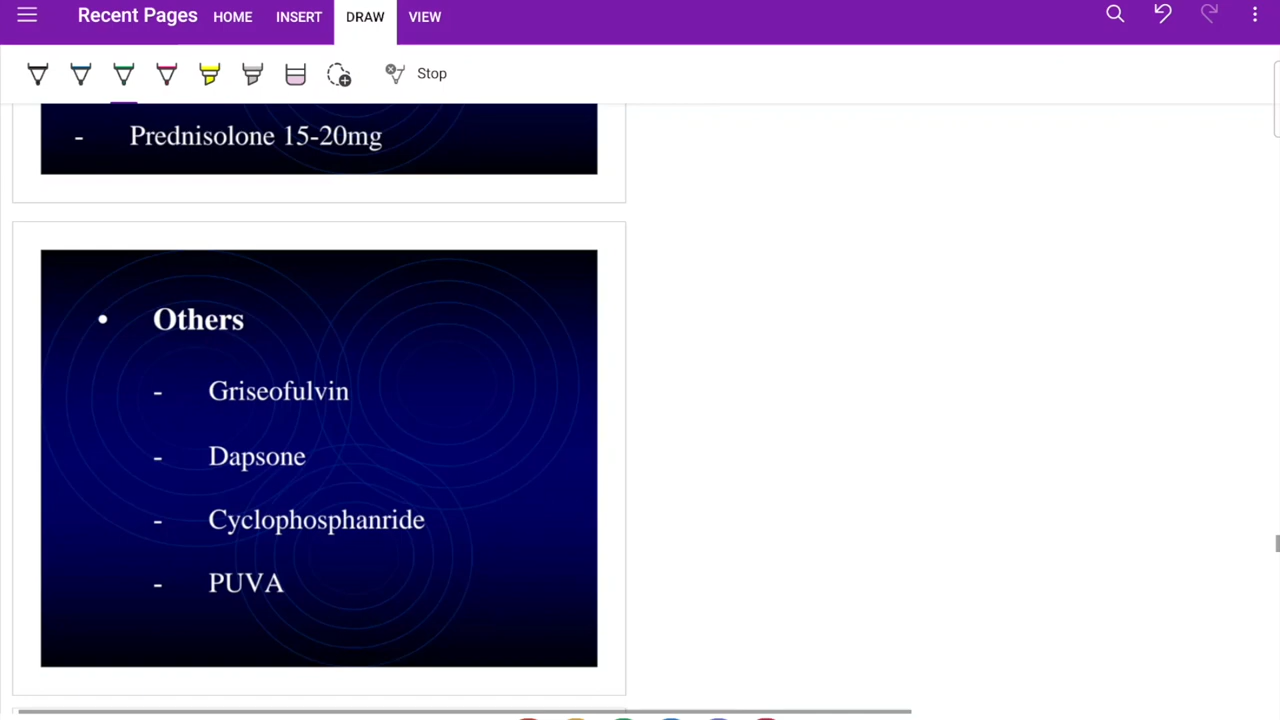 Recent Pages HOME INSERT DRAW VIEW
Stop
- Prednisolone 15-20mg
• Others
- Griseofulvin
- Dapsone
- Cyclophosphanride
- PUVA